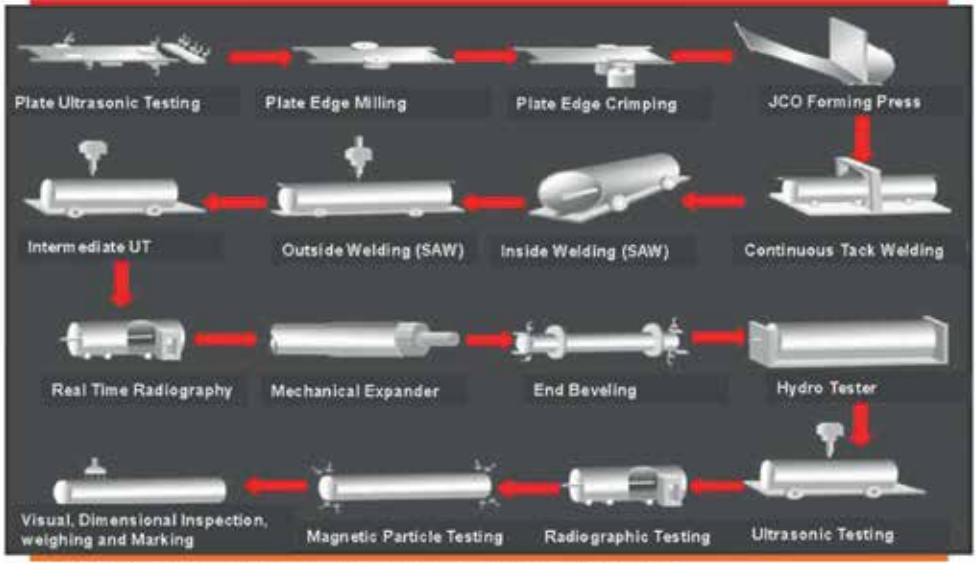 Plate Ultrasonic Testing
Plate Edge Milling
Plate Edge Crimping
JCO Forming Press
Intermediate UT
Outside Welding (SAW)
Inside Welding (SAW)
Continuous Tack Welding
Real Time Radiography
Mechanical Expander
End Beveling
Hydro Tester
Visual, Dimensional Inspection,
weighing and Marking
Magnetic Particle Testing
Radiographic Testing
Ultrasonic Testing